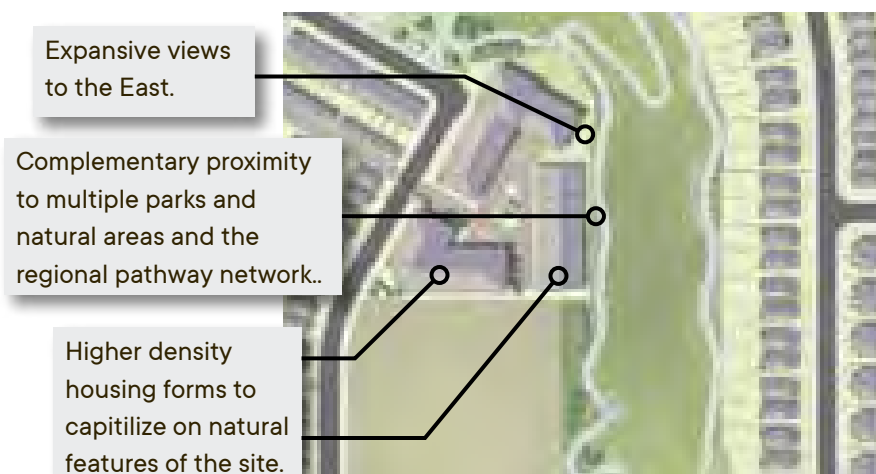 Expansive views
to the East.
Complementary proximity
to multiple parks and
natural areas and the
regional pathway network..
Higher density
housing forms to
capitilize on natural
features of the site.